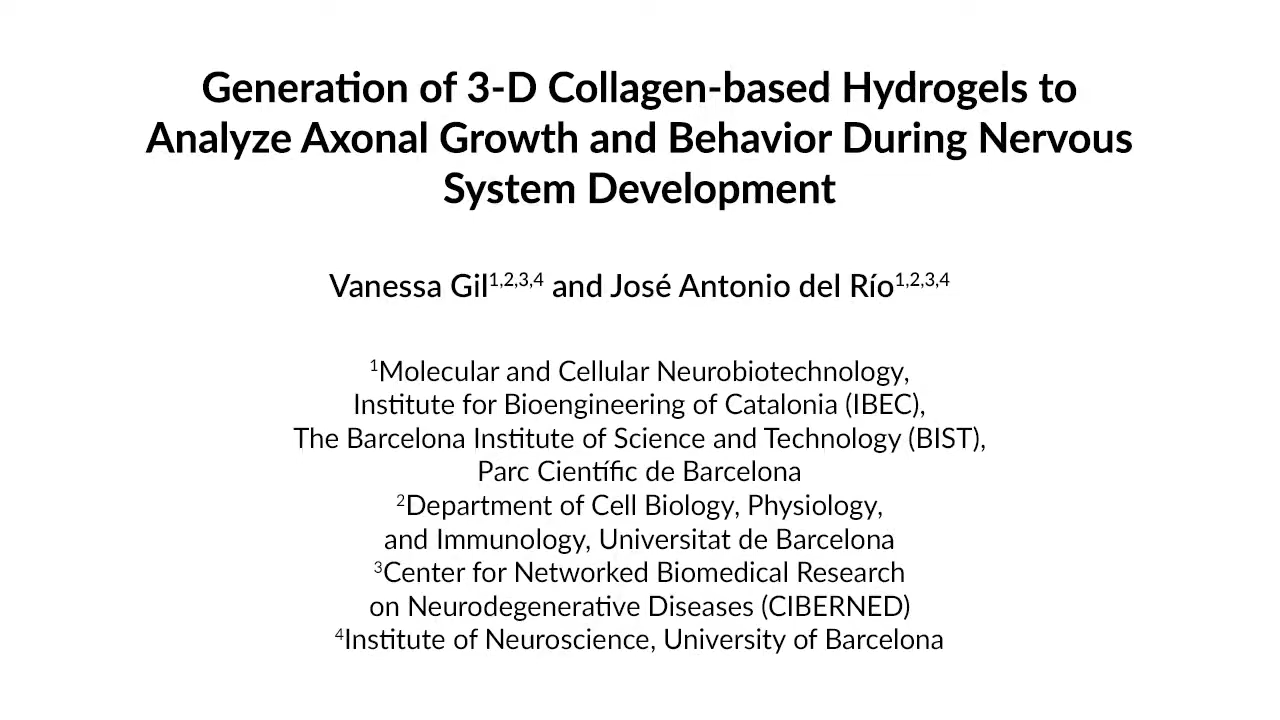 Generation of 3-D Collagen-based Hydrogels to
Analyze Axonal Growth and Behavior During Nervous
System Development
Vanessa Gil1,2,3,4 and José Antonio del Río1,2,3,4
1Molecular and Cellular Neurobiotechnology,
Institute for Bioengineering of Catalonia (IBEC),
The Barcelona Institute of Science and Technology (BIST),
Parc Científic de Barcelona
2Department of Cell Biology, Physiology,
and Immunology, Universitat de Barcelona
3Center for Networked Biomedical Research
on Neurodegenerative Diseases (CIBERNED)
4Institute of Neuroscience, University of Barcelona